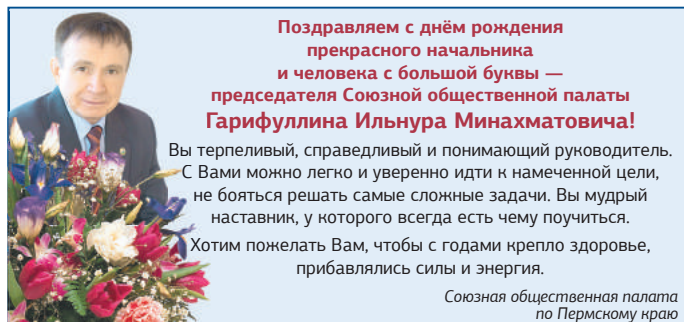 Поздравляем с днём рождения
прекрасного начальника
и человека с большой буквы —
председателя Союзной общественной палаты
Гарифуллина Ильнура Минахматовича!
Вы терпеливый, справедливый и понимающий руководитель.
С Вами можно легко и уверенно идти к намеченной цели,
не бояться решать самые сложные задачи. Вы мудрый
наставник, у которого всегда есть чему поучиться.
Хотим пожелать Вам, чтобы с годами крепло здоровье,
прибавлялись силы и энергия.
Союзная общественная палата
по Пермскому краю